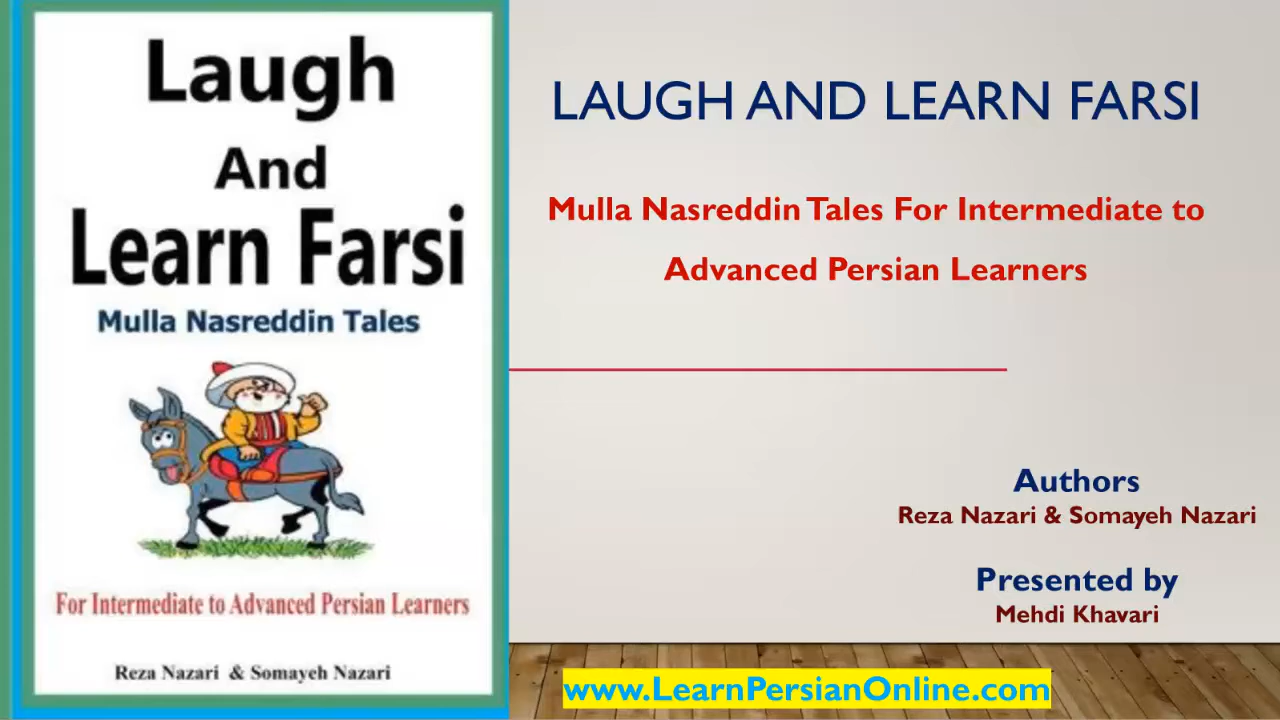 Laugh
And
Learn Farsi
Mulla Nasreddin Tales
For Intermediate to Advanced Persian Learners
Reza Nazari & Somayeh Nazari
LAUGH AND LEARN FARSI
Mulla Nasreddin Tales For Intermediate to
Advanced Persian Learners
Authors
Reza Nazari & Somayeh Nazari
Presented by
Mehdi Khavari
www.LearnPersianOnline.com